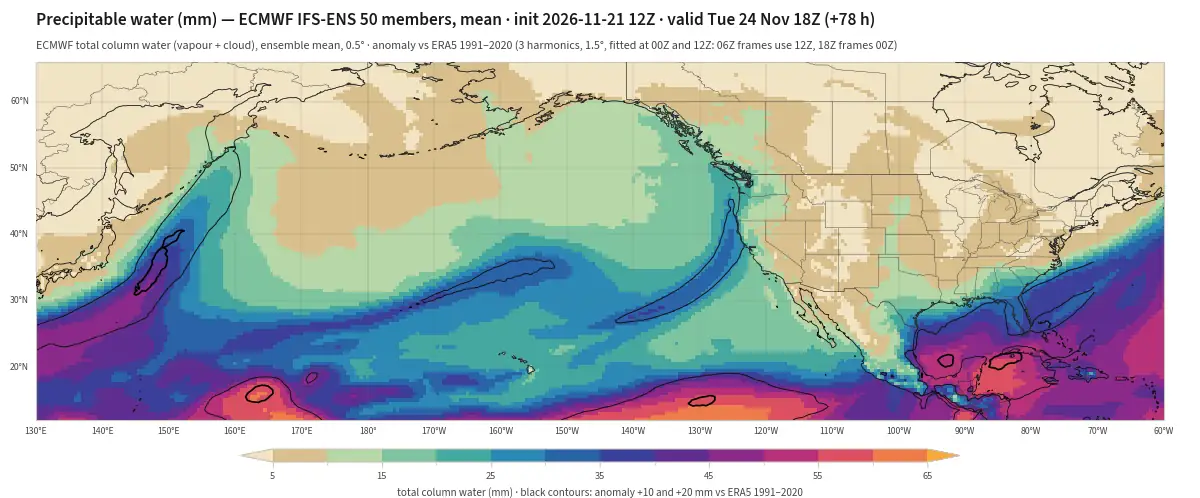 Precipitable water (mm) — ECMWF IFS-ENS 50 members, mean · init 2026-11-21 12Z · valid Tue 24 Nov 18Z (+78 h)
ECMWF total column water (vapour + cloud), ensemble mean, 0.5° · anomaly vs ERA5 1991–2020 (3 harmonics, 1.5°, fitted at 00Z and 12Z: 06Z frames use 12Z, 18Z frames 00Z)
60°N
50°N
40°N
30°N
20°N
130°E 140°E 150°E 160°E 170°E 180° 170°W 160°W 150°W 140°W 130°W 120°W 110°W 100°W 90°W 80°W 70°W 60°W
5 15 25 35 45 55 65
total column water (mm) · black contours: anomaly +10 and +20 mm vs ERA5 1991–2020